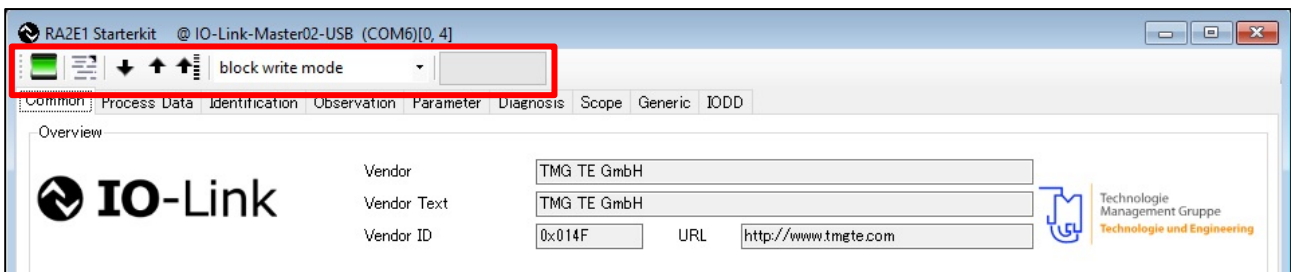 RA2E1 Starterkit @ IO-Link-Master02-USB (COM6)[0, 4]
block write mode
Common Process Data Identification Observation Parameter Diagnosis Scope Generic IODD
Overview
IO-Link
Vendor TMG TE GmbH
Vendor Text TMG TE GmbH
Vendor ID 0x014F URL http://www.tmgte.com
Technologie
Management Gruppe
Technologie und Engineering